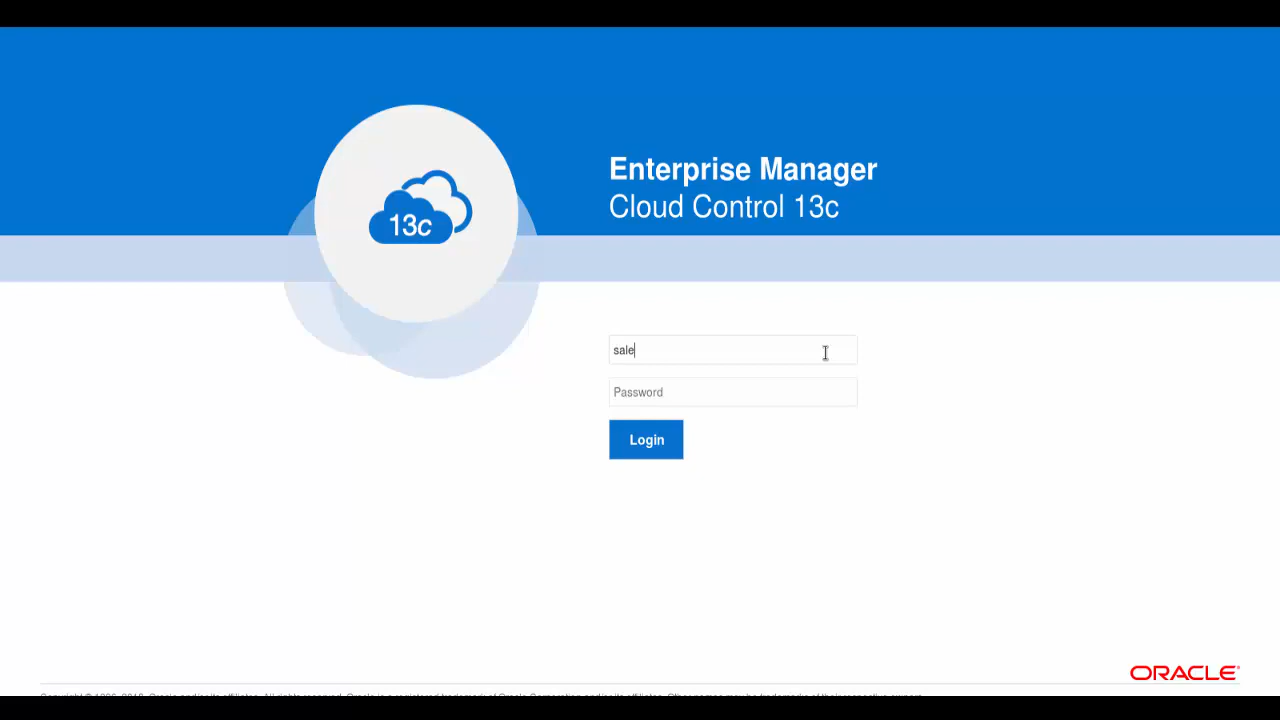 Enterprise Manager
Cloud Control 13c
13c
sale
Password
Login
ORACLE